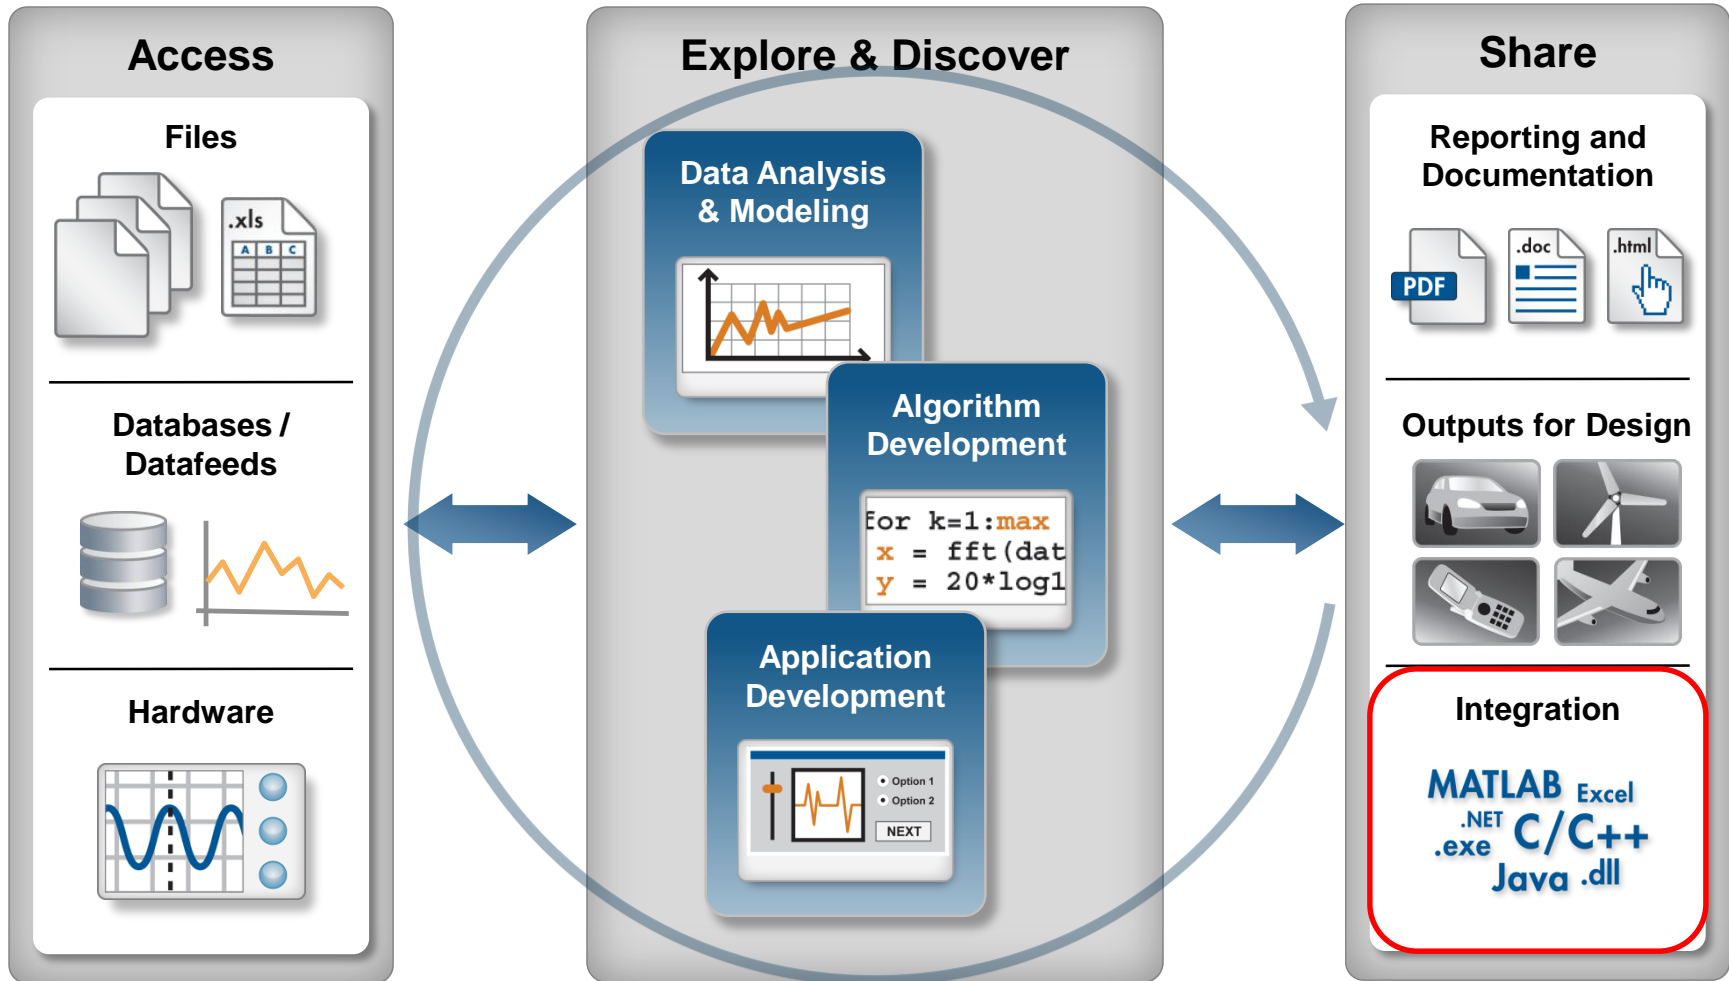 Access
Files
.xls
A B C
Databases /
Datafeeds
Hardware
Explore & Discover
Data Analysis
& Modeling
Algorithm
Development
for k=1:max
x = fft(dat
y = 20*log1
Application
Development
Option 1
Option 2
NEXT
Share
Reporting and
Documentation
PDF
.doc
.html
Outputs for Design
Integration
MATLAB Excel
.NET C/C++
.exe
Java .dll